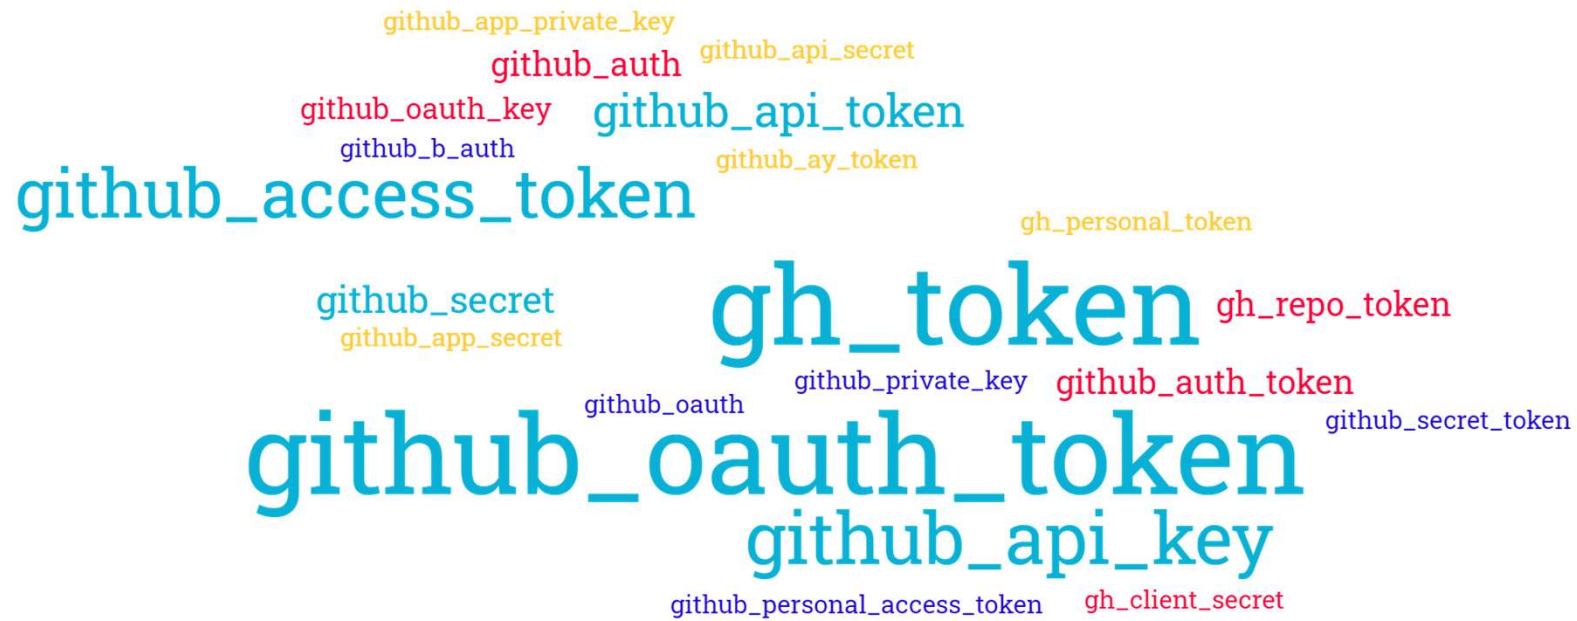 github_app_private_key
github_api_secret
github_auth
github_oauth_key
github_api_token
github_b_auth
github_ay_token
github_access_token
gh_personal_token
github_secret
gh_token
gh_repo_token
github_app_secret
github_private_key
github_auth_token
github_oauth
github_secret_token
github_oauth_token
github_api_key
github_personal_access_token
gh_client_secret